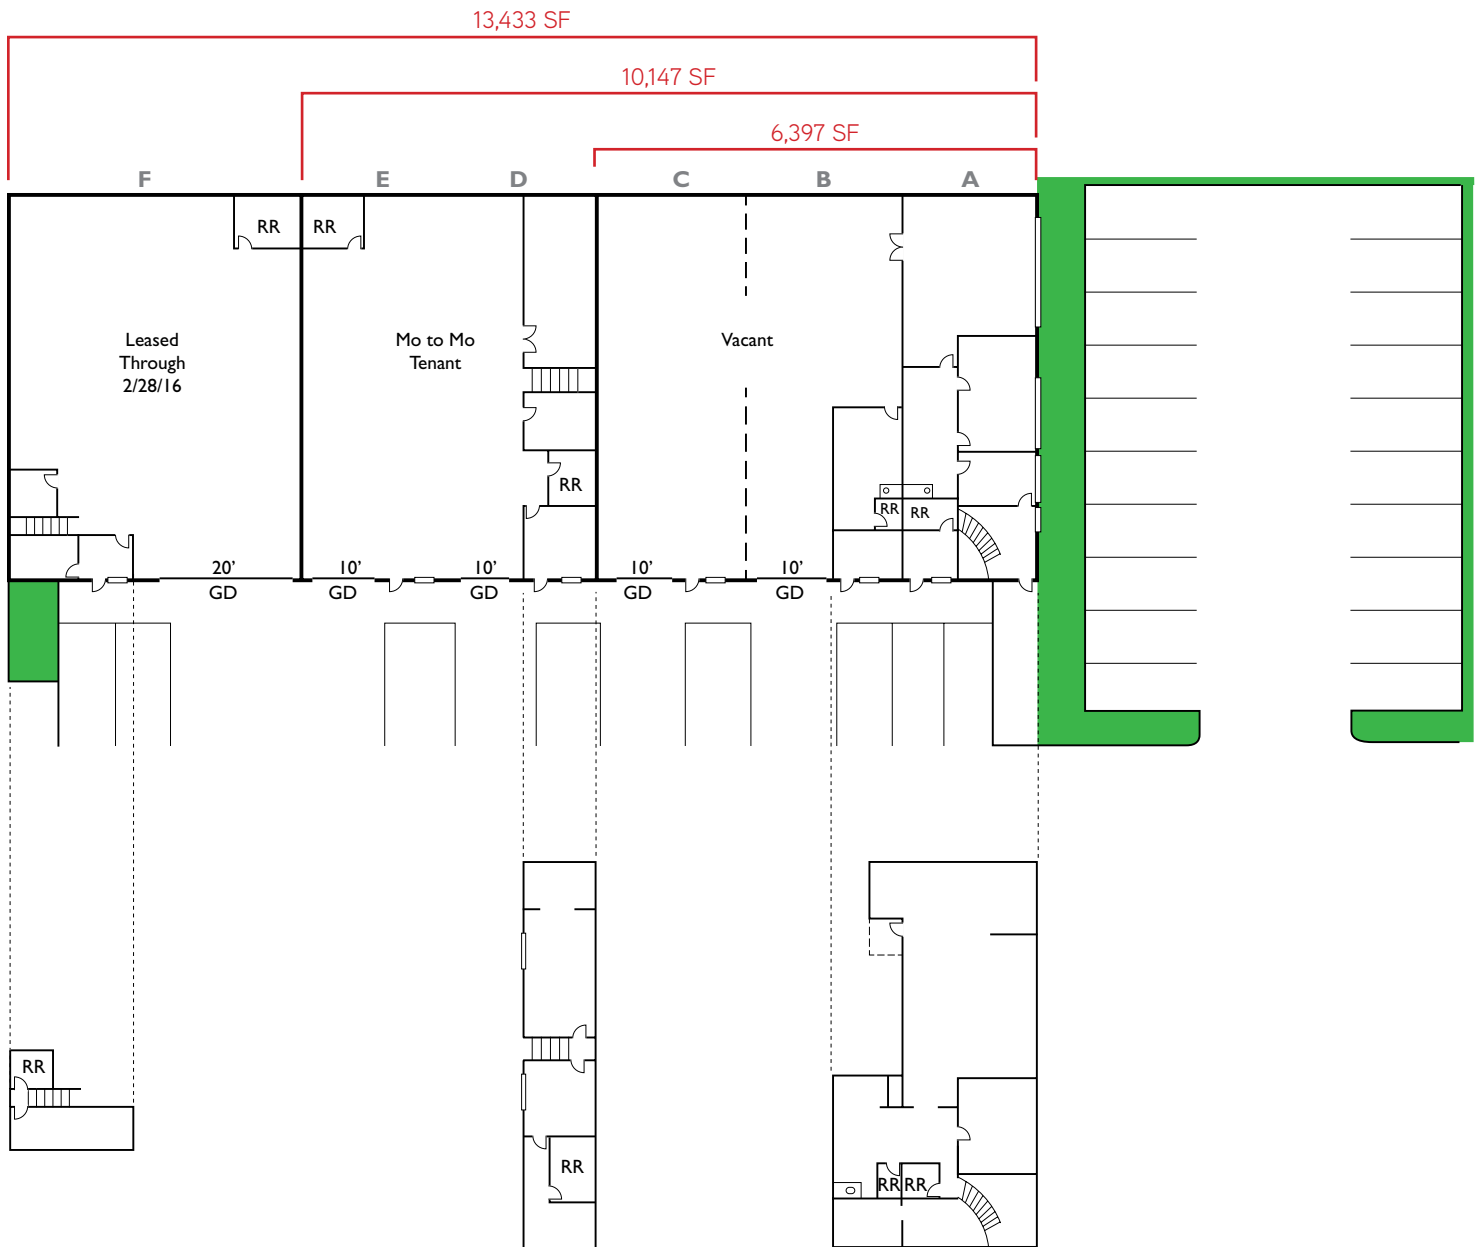 13,433 SF
10,147 SF
6,397 SF
F
E
D
C
B
A
RR
RR
Leased
Through
2/28/16
Mo to Mo
Tenant
Vacant
RR
RR
RR
20'
10'
10'
10'
10'
GD
GD
GD
GD
GD
RR
RR
RR
RR